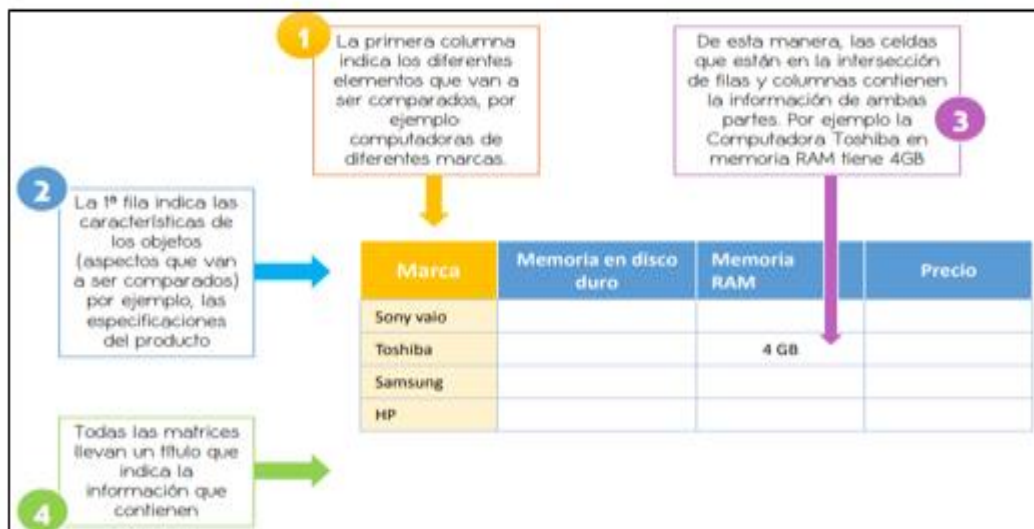 1
La primera columna
indica los diferentes
elementos que van a
ser comparados, por
ejemplo
computadoras de
diferentes marcas.
De esta manera, las celdas
que están en la intersección
de filas y columnas contienen
la información de ambas
partes. Por ejemplo la
Computadora Toshiba en
memoria RAM tiene 4GB
3
2
La 1ª fila indica las
características de
los objetos
(aspectos que van
a ser comparados)
por ejemplo, las
especificaciones
del producto
Marca Memoria en disco duro Memoria RAM Precio
Sony vaio
Toshiba 4 GB
Samsung
HP
Todas las matrices
llevan un título que
indica la
información que
contienen
4